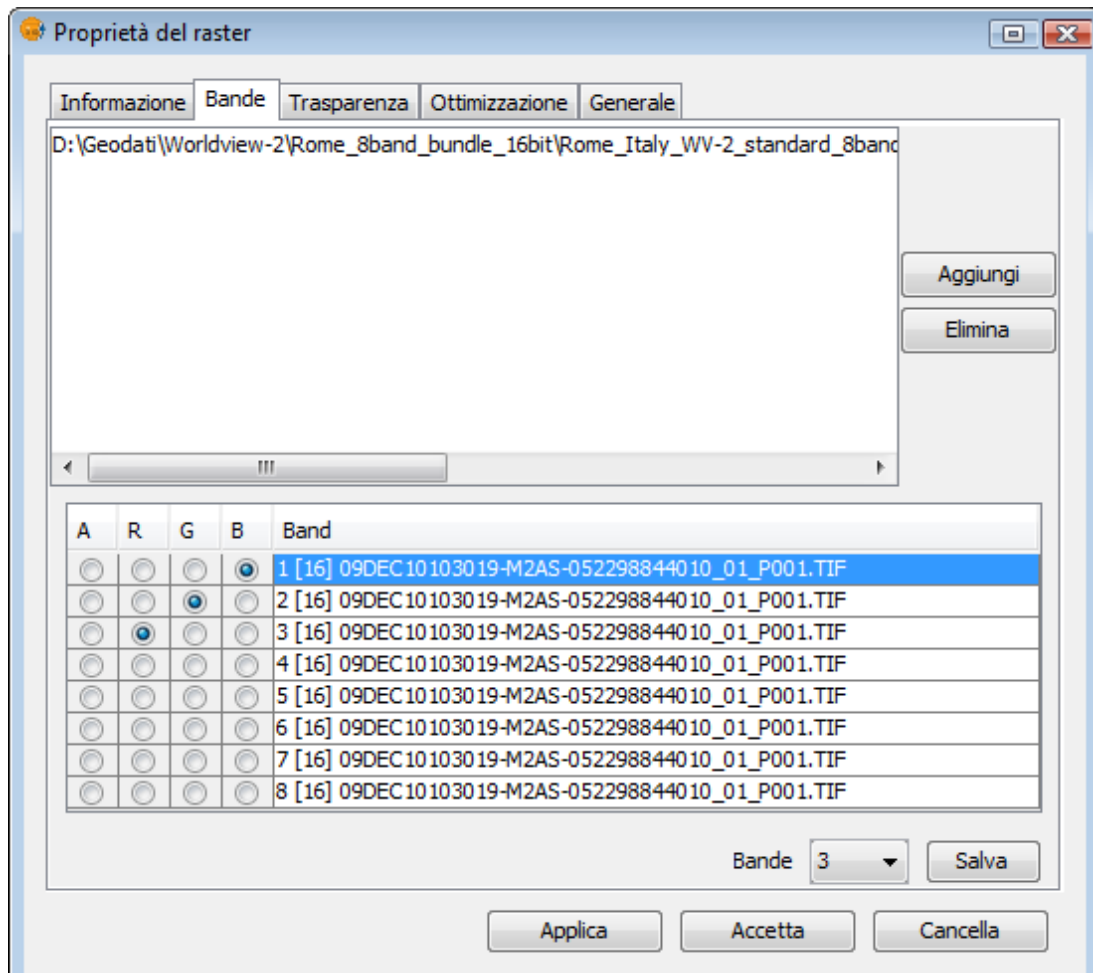 Proprietà del raster
Informazione Bande Trasparenza Ottimizzazione Generale
D:\Geodati\Worldview-2\Rome_8band_bundle_16bit\Rome_Italy_WV-2_standard_8band
Aggiungi
Elimina
A R G B Band
1 [16] 09DEC10103019-M2AS-052298844010_01_P001.TIF
2 [16] 09DEC10103019-M2AS-052298844010_01_P001.TIF
3 [16] 09DEC10103019-M2AS-052298844010_01_P001.TIF
4 [16] 09DEC10103019-M2AS-052298844010_01_P001.TIF
5 [16] 09DEC10103019-M2AS-052298844010_01_P001.TIF
6 [16] 09DEC10103019-M2AS-052298844010_01_P001.TIF
7 [16] 09DEC10103019-M2AS-052298844010_01_P001.TIF
8 [16] 09DEC10103019-M2AS-052298844010_01_P001.TIF
Bande 3 Salva
Applica Accetta Cancella